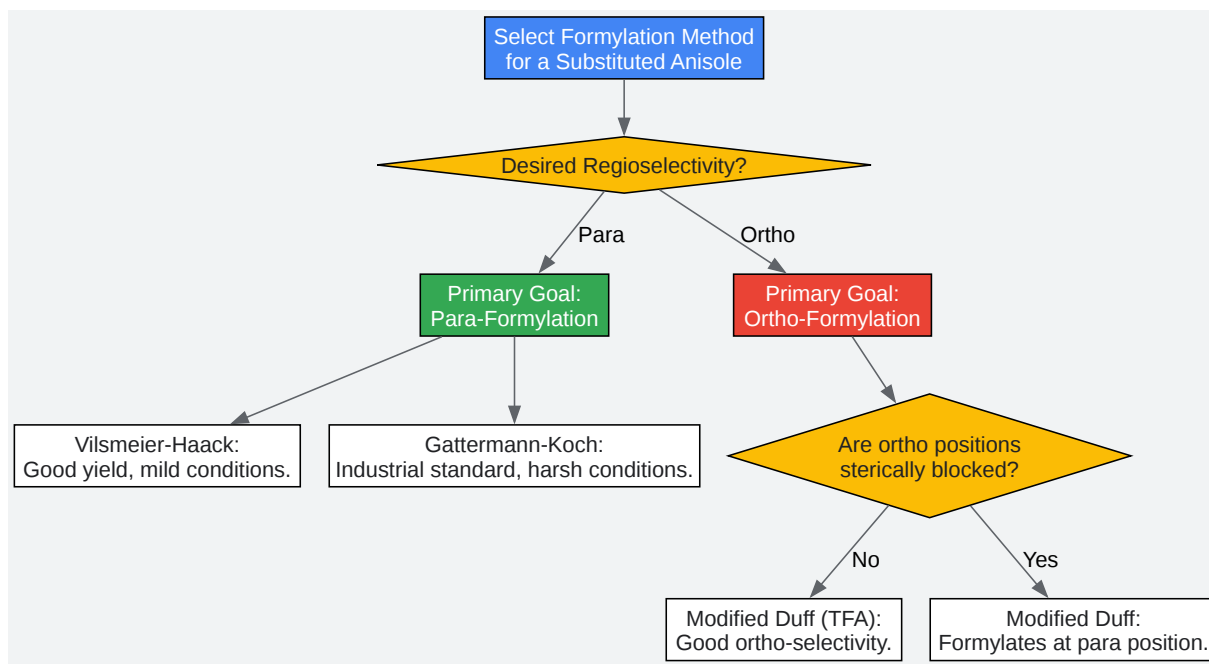 Select Formylation Method
for a Substituted Anisole
Desired Regioselectivity?
Para
Ortho
Primary Goal:
Para-Formylation
Primary Goal:
Ortho-Formylation
Vilsmeier-Haack:
Good yield, mild conditions.
Gattermann-Koch:
Industrial standard, harsh conditions.
Are ortho positions
sterically blocked?
No
Yes
Modified Duff (TFA):
Good ortho-selectivity.
Modified Duff:
Formylates at para position.